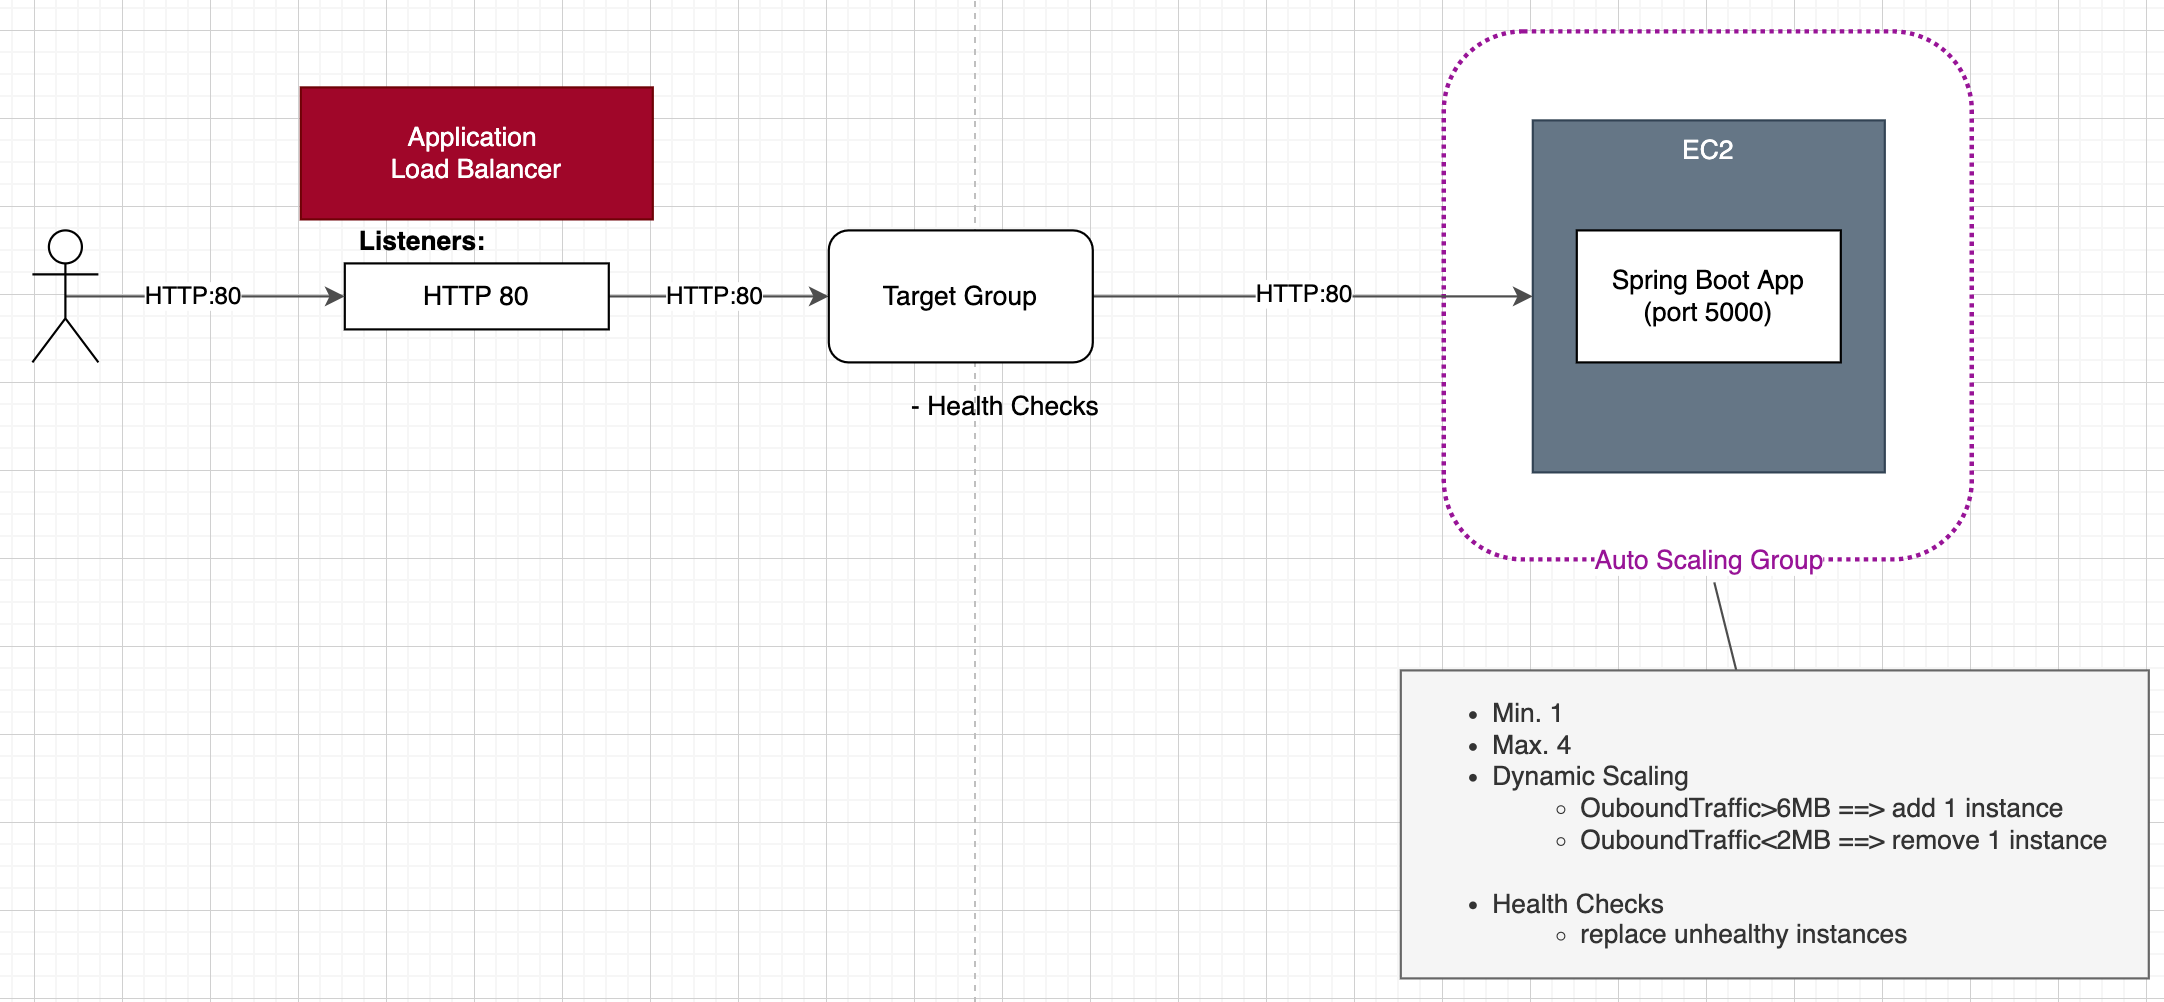 Application
Load Balancer
Listeners:
HTTP:80
HTTP 80
HTTP:80
Target Group
- Health Checks
HTTP:80
EC2
Spring Boot App
(port 5000)
Auto Scaling Group
• Min. 1
• Max. 4
• Dynamic Scaling
◦ OuboundTraffic>6MB ==> add 1 instance
◦ OuboundTraffic<2MB ==> remove 1 instance
• Health Checks
◦ replace unhealthy instances